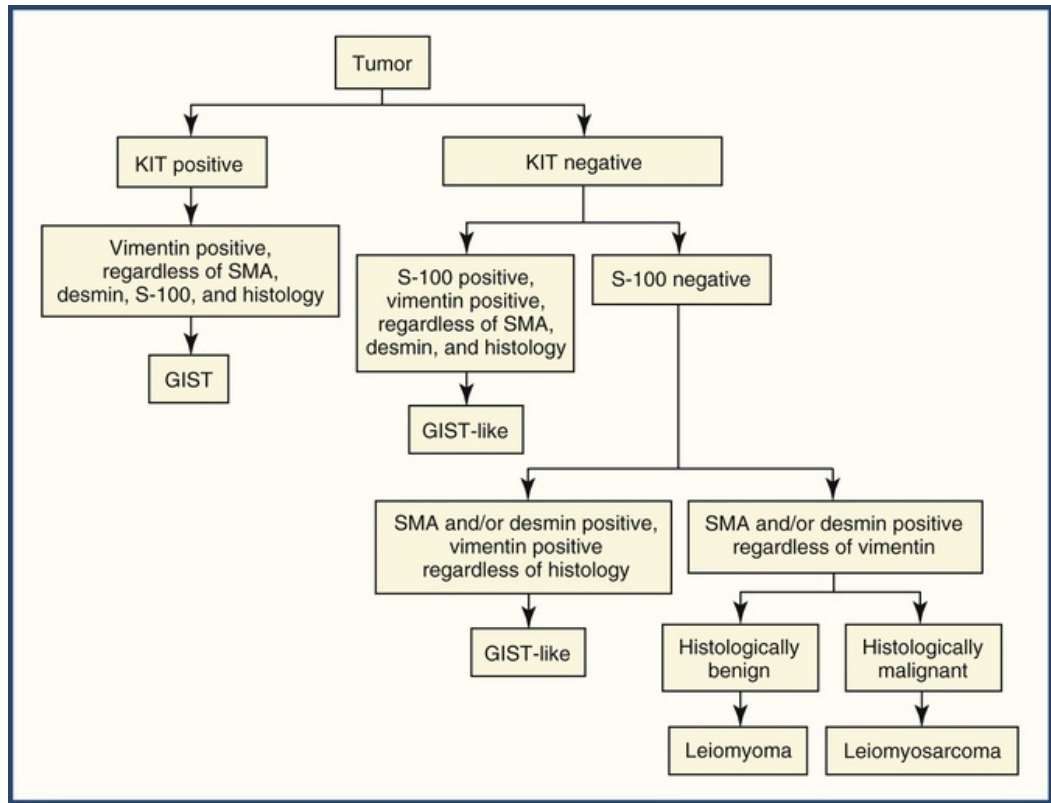 Tumor
KIT positive
KIT negative
Vimentin positive,
regardless of SMA,
desmin, S-100, and histology
S-100 positive,
vimentin positive,
regardless of SMA,
desmin, and histology
S-100 negative
GIST
GIST-like
SMA and/or desmin positive,
vimentin positive
regardless of histology
SMA and/or desmin positive
regardless of vimentin
GIST-like
Histologically
benign
Histologically
malignant
Leiomyoma
Leiomyosarcoma